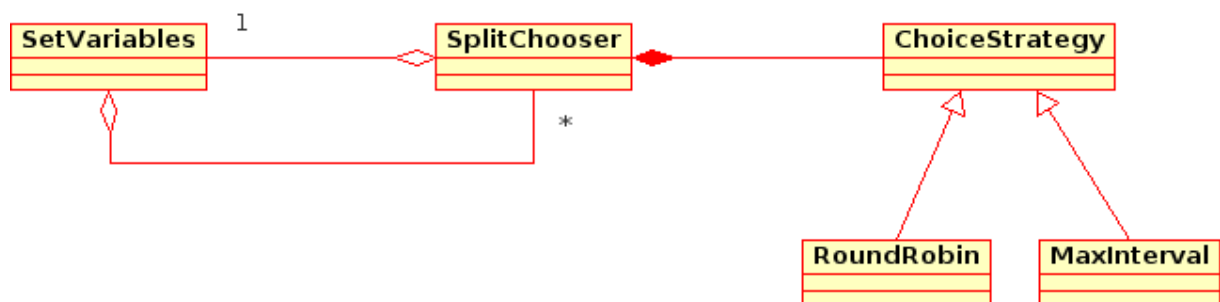 1
SetVariables
SplitChooser
ChoiceStrategy
*
RoundRobin
MaxInterval